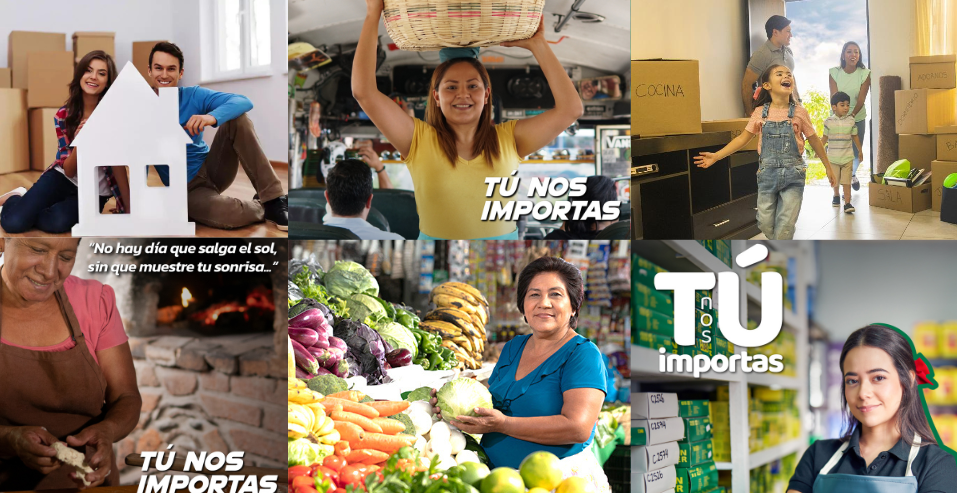 TÚ NOS
IMPORTAS
COCINA
"No hay día que salga el sol,
sin que muestre tu sonrisa..."
TÚ NOS
IMPORTAS
TÚ
nos
importas